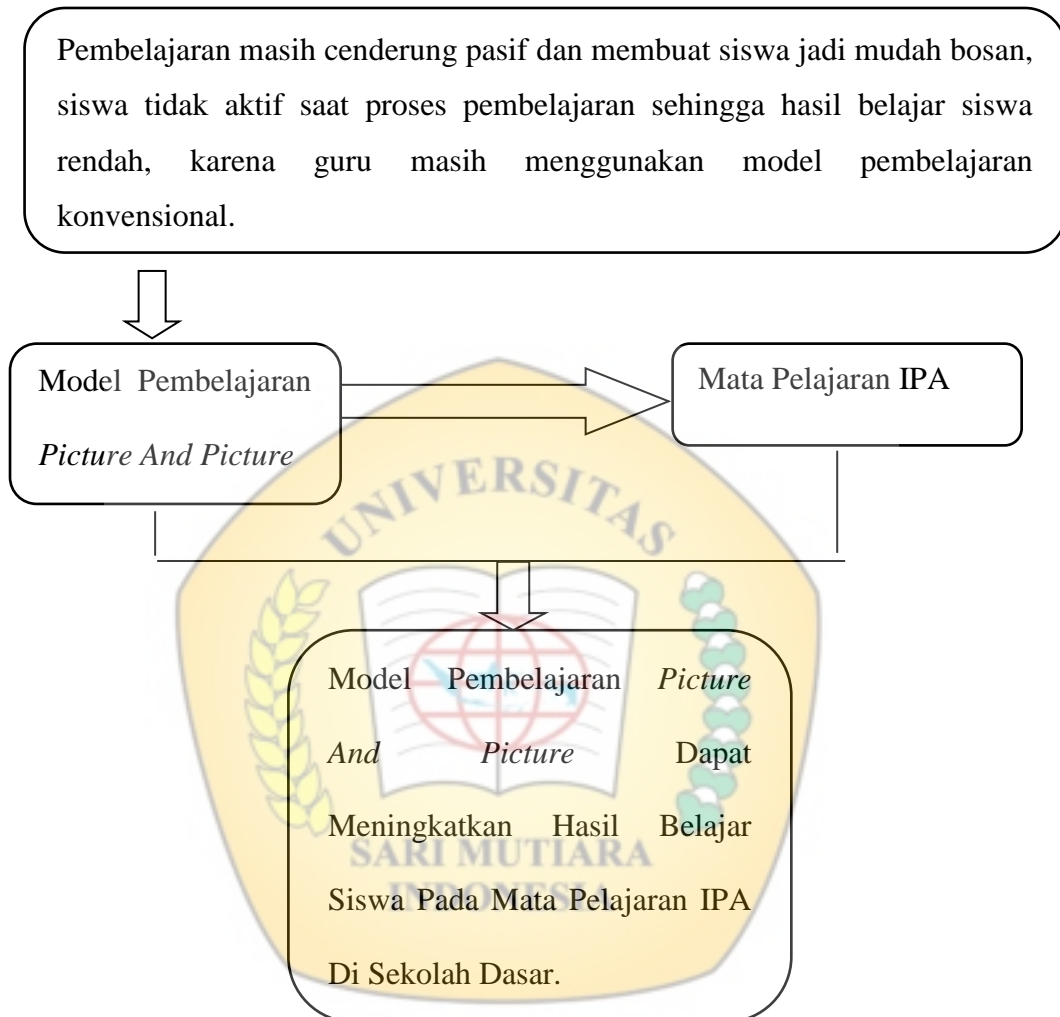 Pembelajaran masih cenderung pasif dan membuat siswa jadi mudah bosan,
siswa tidak aktif saat proses pembelajaran sehingga hasil belajar siswa
rendah, karena guru masih menggunakan model pembelajaran
konvensional.
Model Pembelajaran
Picture And Picture
Mata Pelajaran IPA
UNIVERSITAS
Model Pembelajaran Picture
And Picture Dapat
Meningkatkan Hasil Belajar
SARI MUTIARA
Siswa Pada Mata Pelajaran IPA
INDONESIA
Di Sekolah Dasar.